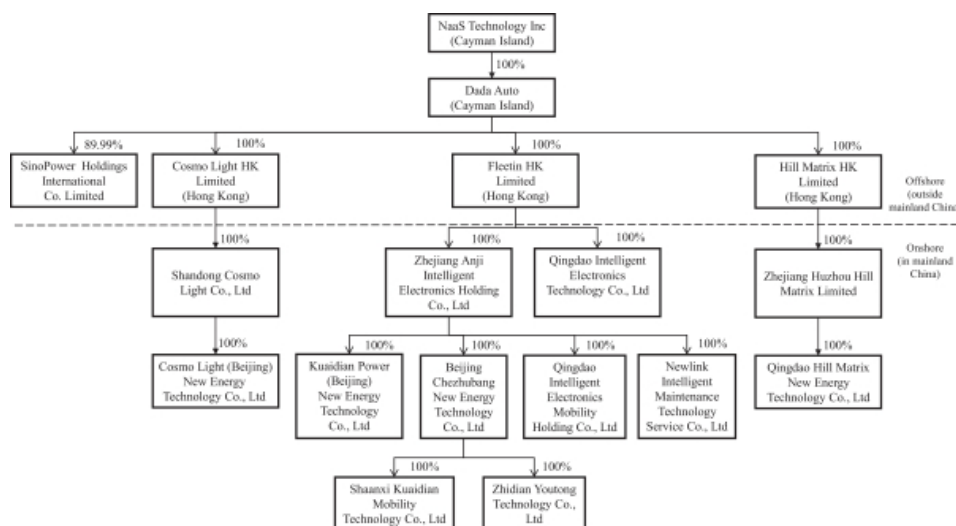 NaaS Technology Inc
(Cayman Island)
100%
Dada Auto
(Cayman Island)
89.99%
100%
100%
100%
SinoPower Holdings
International
Co. Limited
Cosmo Light HK
Limited
(Hong Kong)
Fleetin HK
Limited
(Hong Kong)
Hill Matrix HK
Limited
(Hong Kong)
Offshore
(outside
mainland China)
100%
100%
100%
100%
Onshore
(in mainland
China)
Shandong Cosmo
Light Co., Ltd
Zhejiang Anji
Intelligent
Electronics Holding
Co., Ltd
Qingdao Intelligent
Electronics
Technology Co., Ltd
Zhejiang Huzhou Hill
Matrix Limited
100%
100%
100%
100%
100%
100%
Cosmo Light (Beijing)
New Energy
Technology Co., Ltd
Kuaidian Power
(Beijing)
New Energy
Technology
Co., Ltd
Beijing
Chezhubang
New Energy
Technology
Co., Ltd
Qingdao
Intelligent
Electronics
Mobility
Holding Co., Ltd
Newlink
Intelligent
Maintenance
Technology
Service Co., Ltd
Qingdao Hill Matrix
New Energy
Technology Co., Ltd
100%
100%
Shaanxi Kuaidian
Mobility
Technology Co., Ltd
Zhidian Youtong
Technology Co.,
Ltd